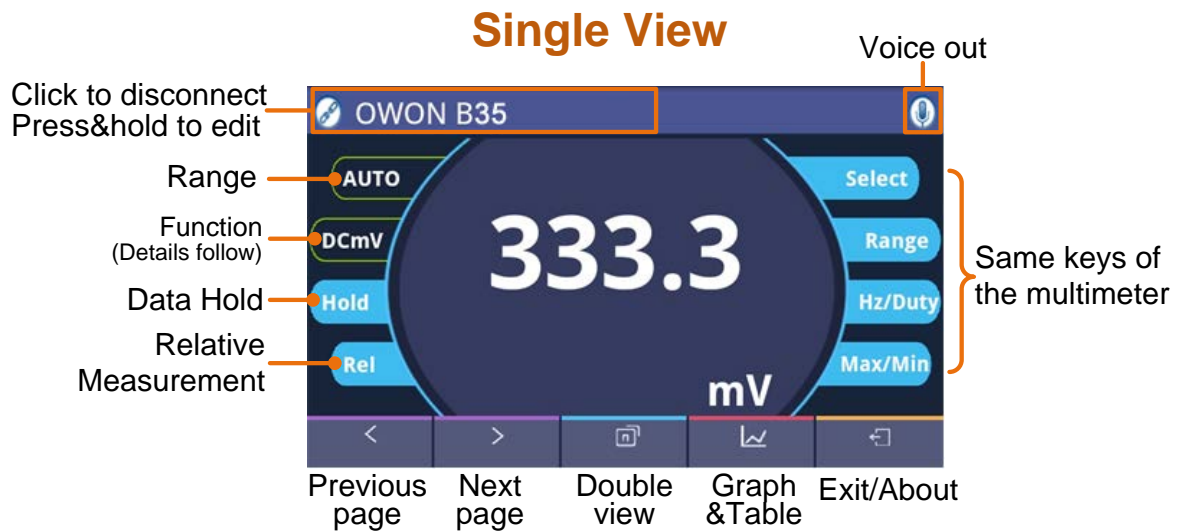 Single View
Voice out
Click to disconnect
Press&hold to edit
OWON B35
Range
AUTO
Select
Function
(Details follow)
DCmV
333.3
Range
Same keys of
the multimeter
Data Hold
Hold
Hz/Duty
Relative
Measurement
Rel
Max/Min
mV
<
>
n
Previous
page
Next
page
Double
view
Graph
&Table
Exit/About